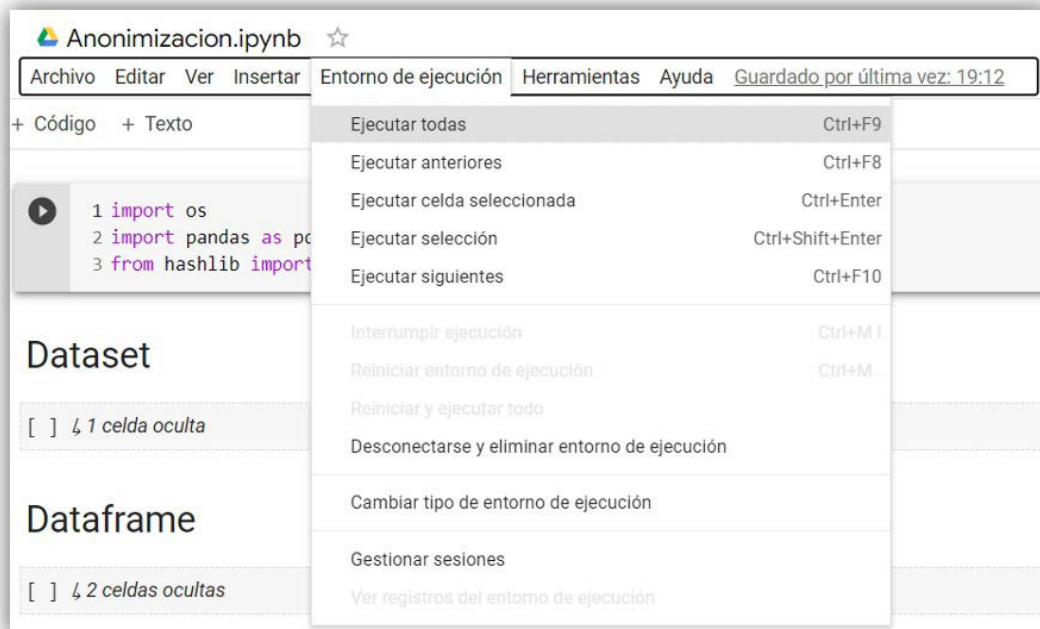 Anonimizacion.ipynb
Archivo Editar Ver Insertar Entorno de ejecución Herramientas Ayuda Guardado por última vez: 19:12
+ Código + Texto
Ejecutar todas Ctrl+F9
Ejecutar anteriores Ctrl+F8
Ejecutar celda seleccionada Ctrl+Enter
Ejecutar selección Ctrl+Shift+Enter
Ejecutar siguientes Ctrl+F10
Interrumpir ejecución Ctrl+M I
Reiniciar entorno de ejecución Ctrl+M .
Reiniciar y ejecutar todo
Desconectarse y eliminar entorno de ejecución
Cambiar tipo de entorno de ejecución
Gestionar sesiones
Ver registros del entorno de ejecución
1 import os
2 import pandas as
3 from hashlib import
Dataset
[ ] ↳ 1 celda oculta
Dataframe
[ ] ↳ 2 celdas ocultas